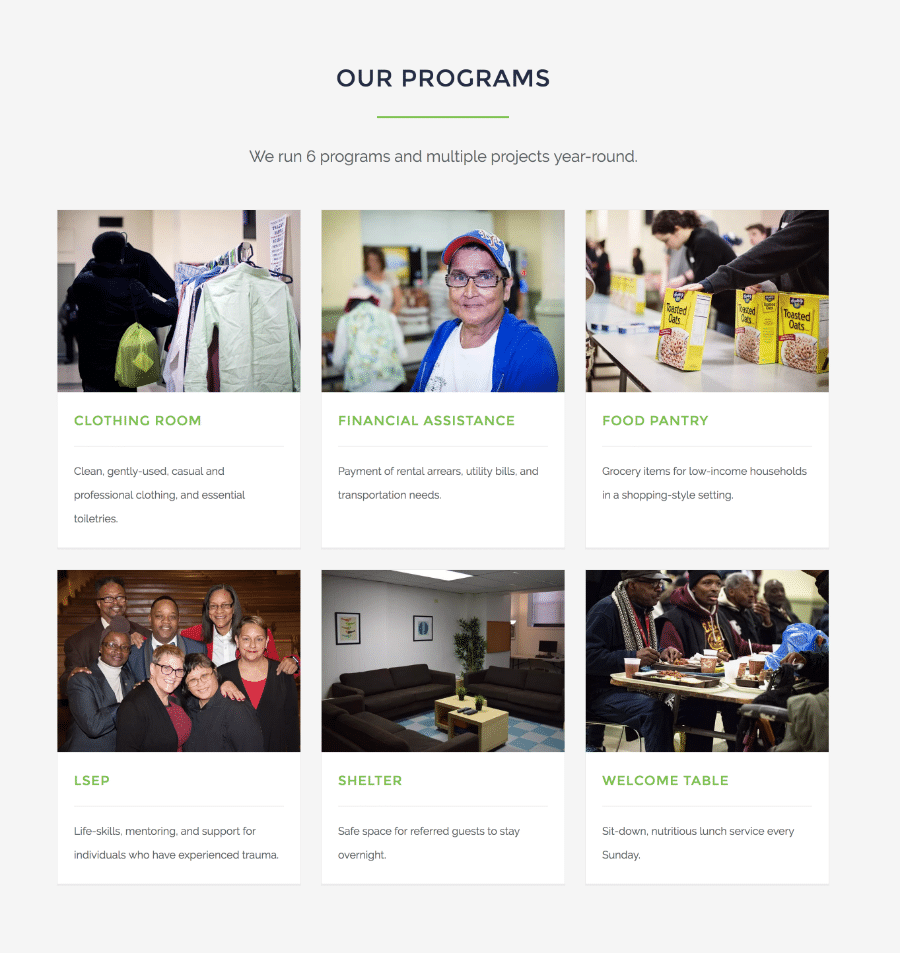 OUR PROGRAMS
We run 6 programs and multiple projects year-round.
Toasted
Oats
Toasted
Oats
Toasted
Oats
CLOTHING ROOM
Clean, gently-used, casual and
professional clothing, and essential
toiletries.
FINANCIAL ASSISTANCE
Payment of rental arrears, utility bills, and
transportation needs.
FOOD PANTRY
Grocery items for low-income households
in a shopping-style setting.
LSEP
Life-skills, mentoring, and support for
individuals who have experienced trauma.
SHELTER
Safe space for referred guests to stay
overnight.
WELCOME TABLE
Sit-down, nutritious lunch service every
Sunday.